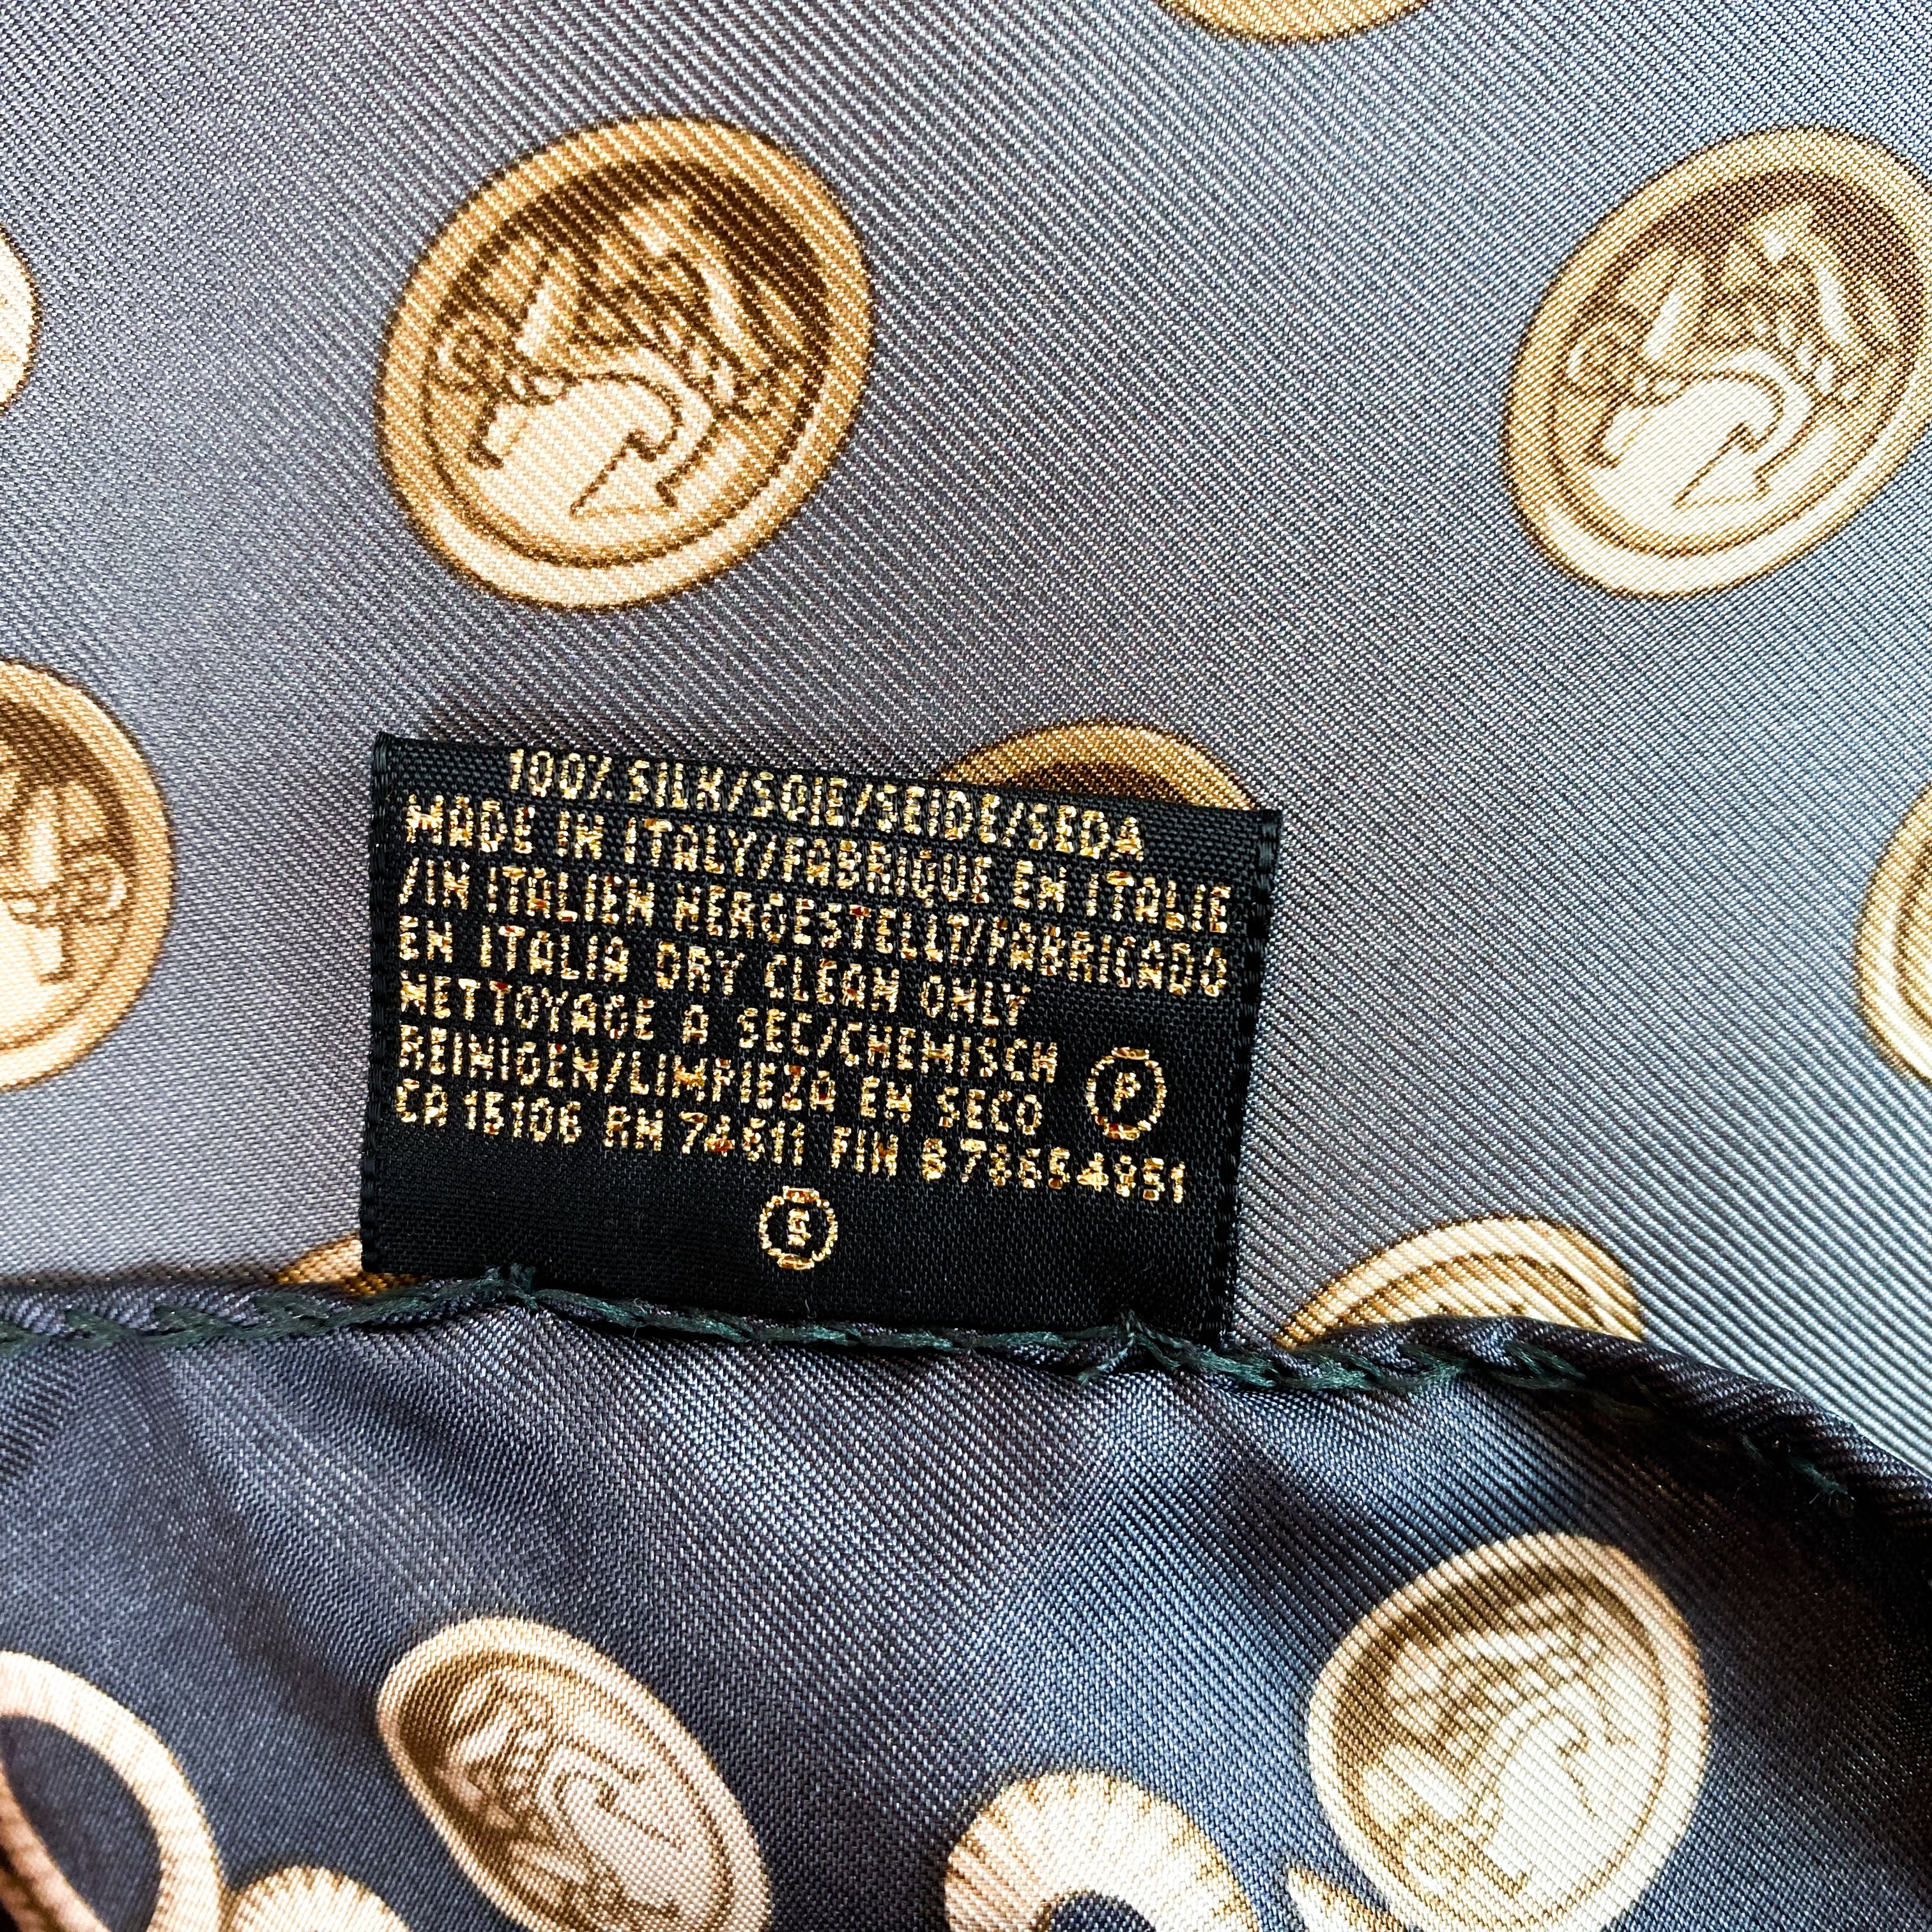 100% SILK/SOIE/SEIDE/SEDA
MADE IN ITALY/FABRIQUE EN ITALIE
/IN ITALIEN HERGESTELLT/FABRICADO
EN ITALIA DRY CLEAN ONLY
NETTOYAGE A SEC/CHEMISCH
REINIGEN/LIMPIEZA EN SECO
P
CA 15106 RN 74611 FIN 678654851
S